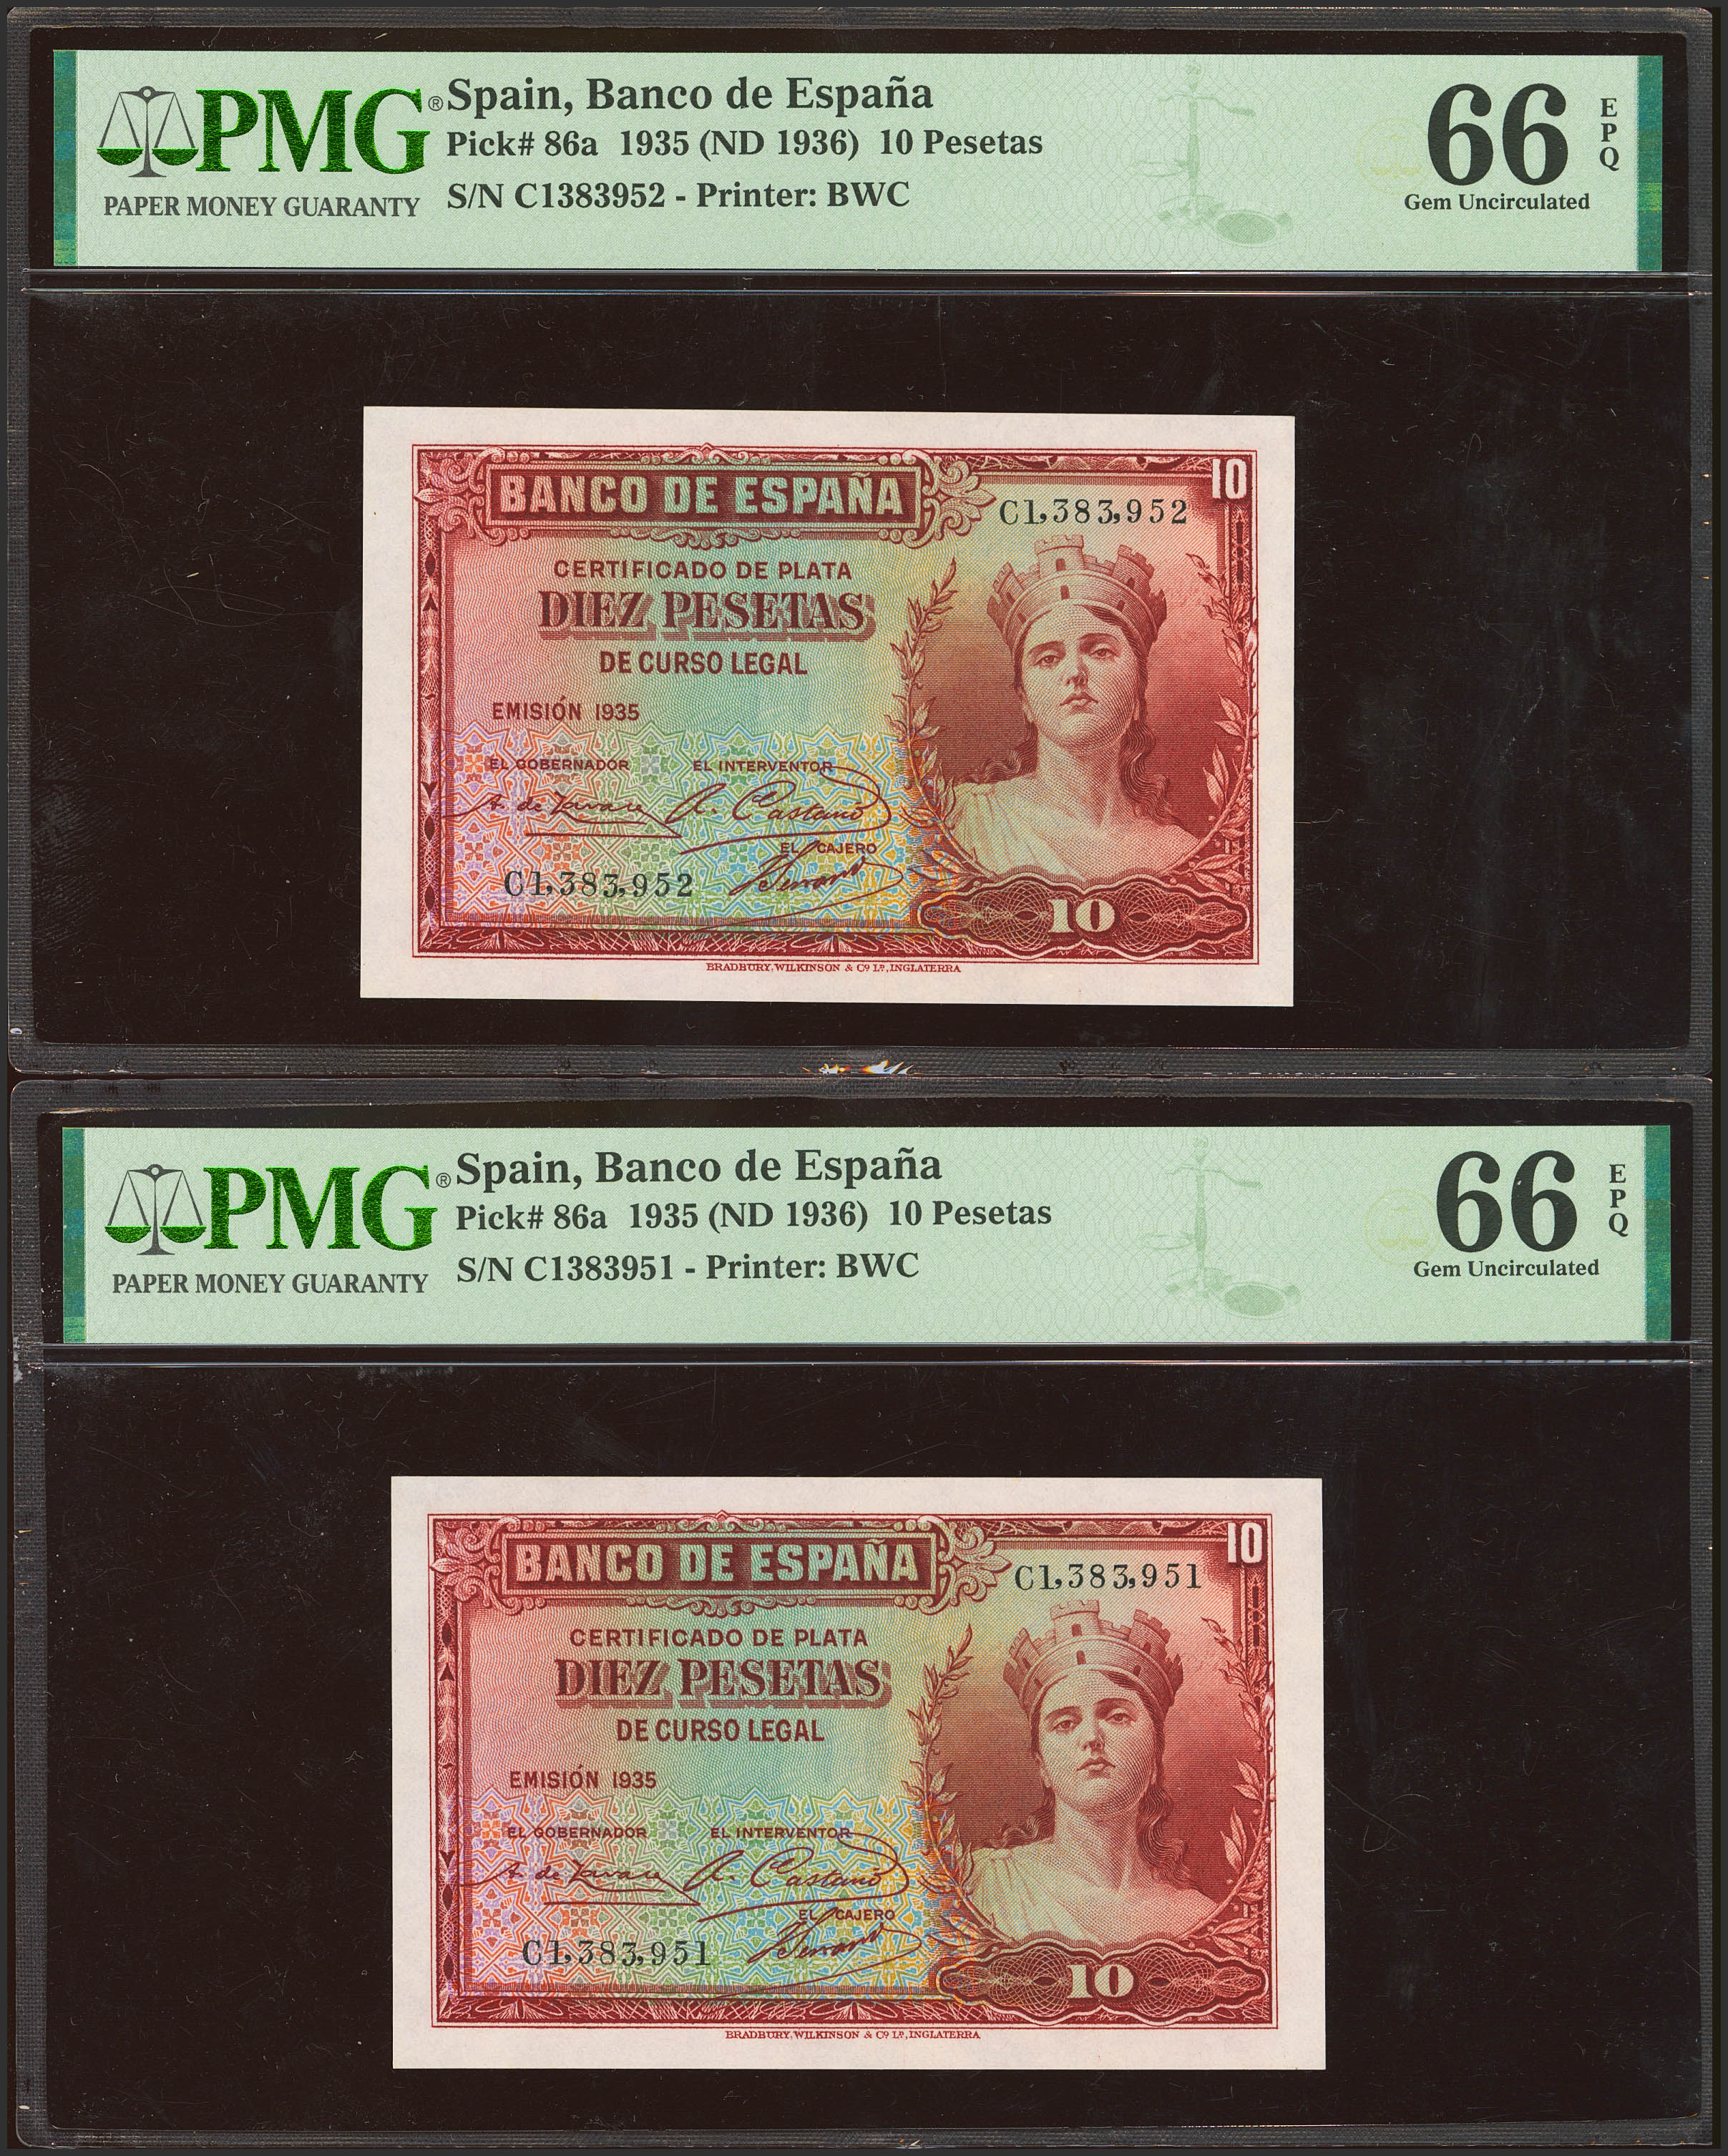 PMG®
PAPER MONEY GUARANTY
Spain, Banco de España
Pick# 86a 1935 (ND 1936) 10 Pesetas
S/N C1383952 - Printer: BWC
66
EPQ
Gem Uncirculated
10
BANCO DE ESPAÑA
C1,383,952
CERTIFICADO DE PLATA
DIEZ PESETAS
DE CURSO LEGAL
EMISIÓN 1935
EL GOBERNADOR EL INTERVENTOR
A. Castaño
EL CAJERO
C1,383,952
10
BRADBURY, WILKINSON & Cº Lᴰ, INGLATERRA
PMG®
PAPER MONEY GUARANTY
Spain, Banco de España
Pick# 86a 1935 (ND 1936) 10 Pesetas
S/N C1383951 - Printer: BWC
66
EPQ
Gem Uncirculated
10
BANCO DE ESPAÑA
C1,383,951
CERTIFICADO DE PLATA
DIEZ PESETAS
DE CURSO LEGAL
EMISIÓN 1935
EL GOBERNADOR EL INTERVENTOR
A. Castaño
EL CAJERO
C1,383,951
10
BRADBURY, WILKINSON & Cº Lᴰ, INGLATERRA